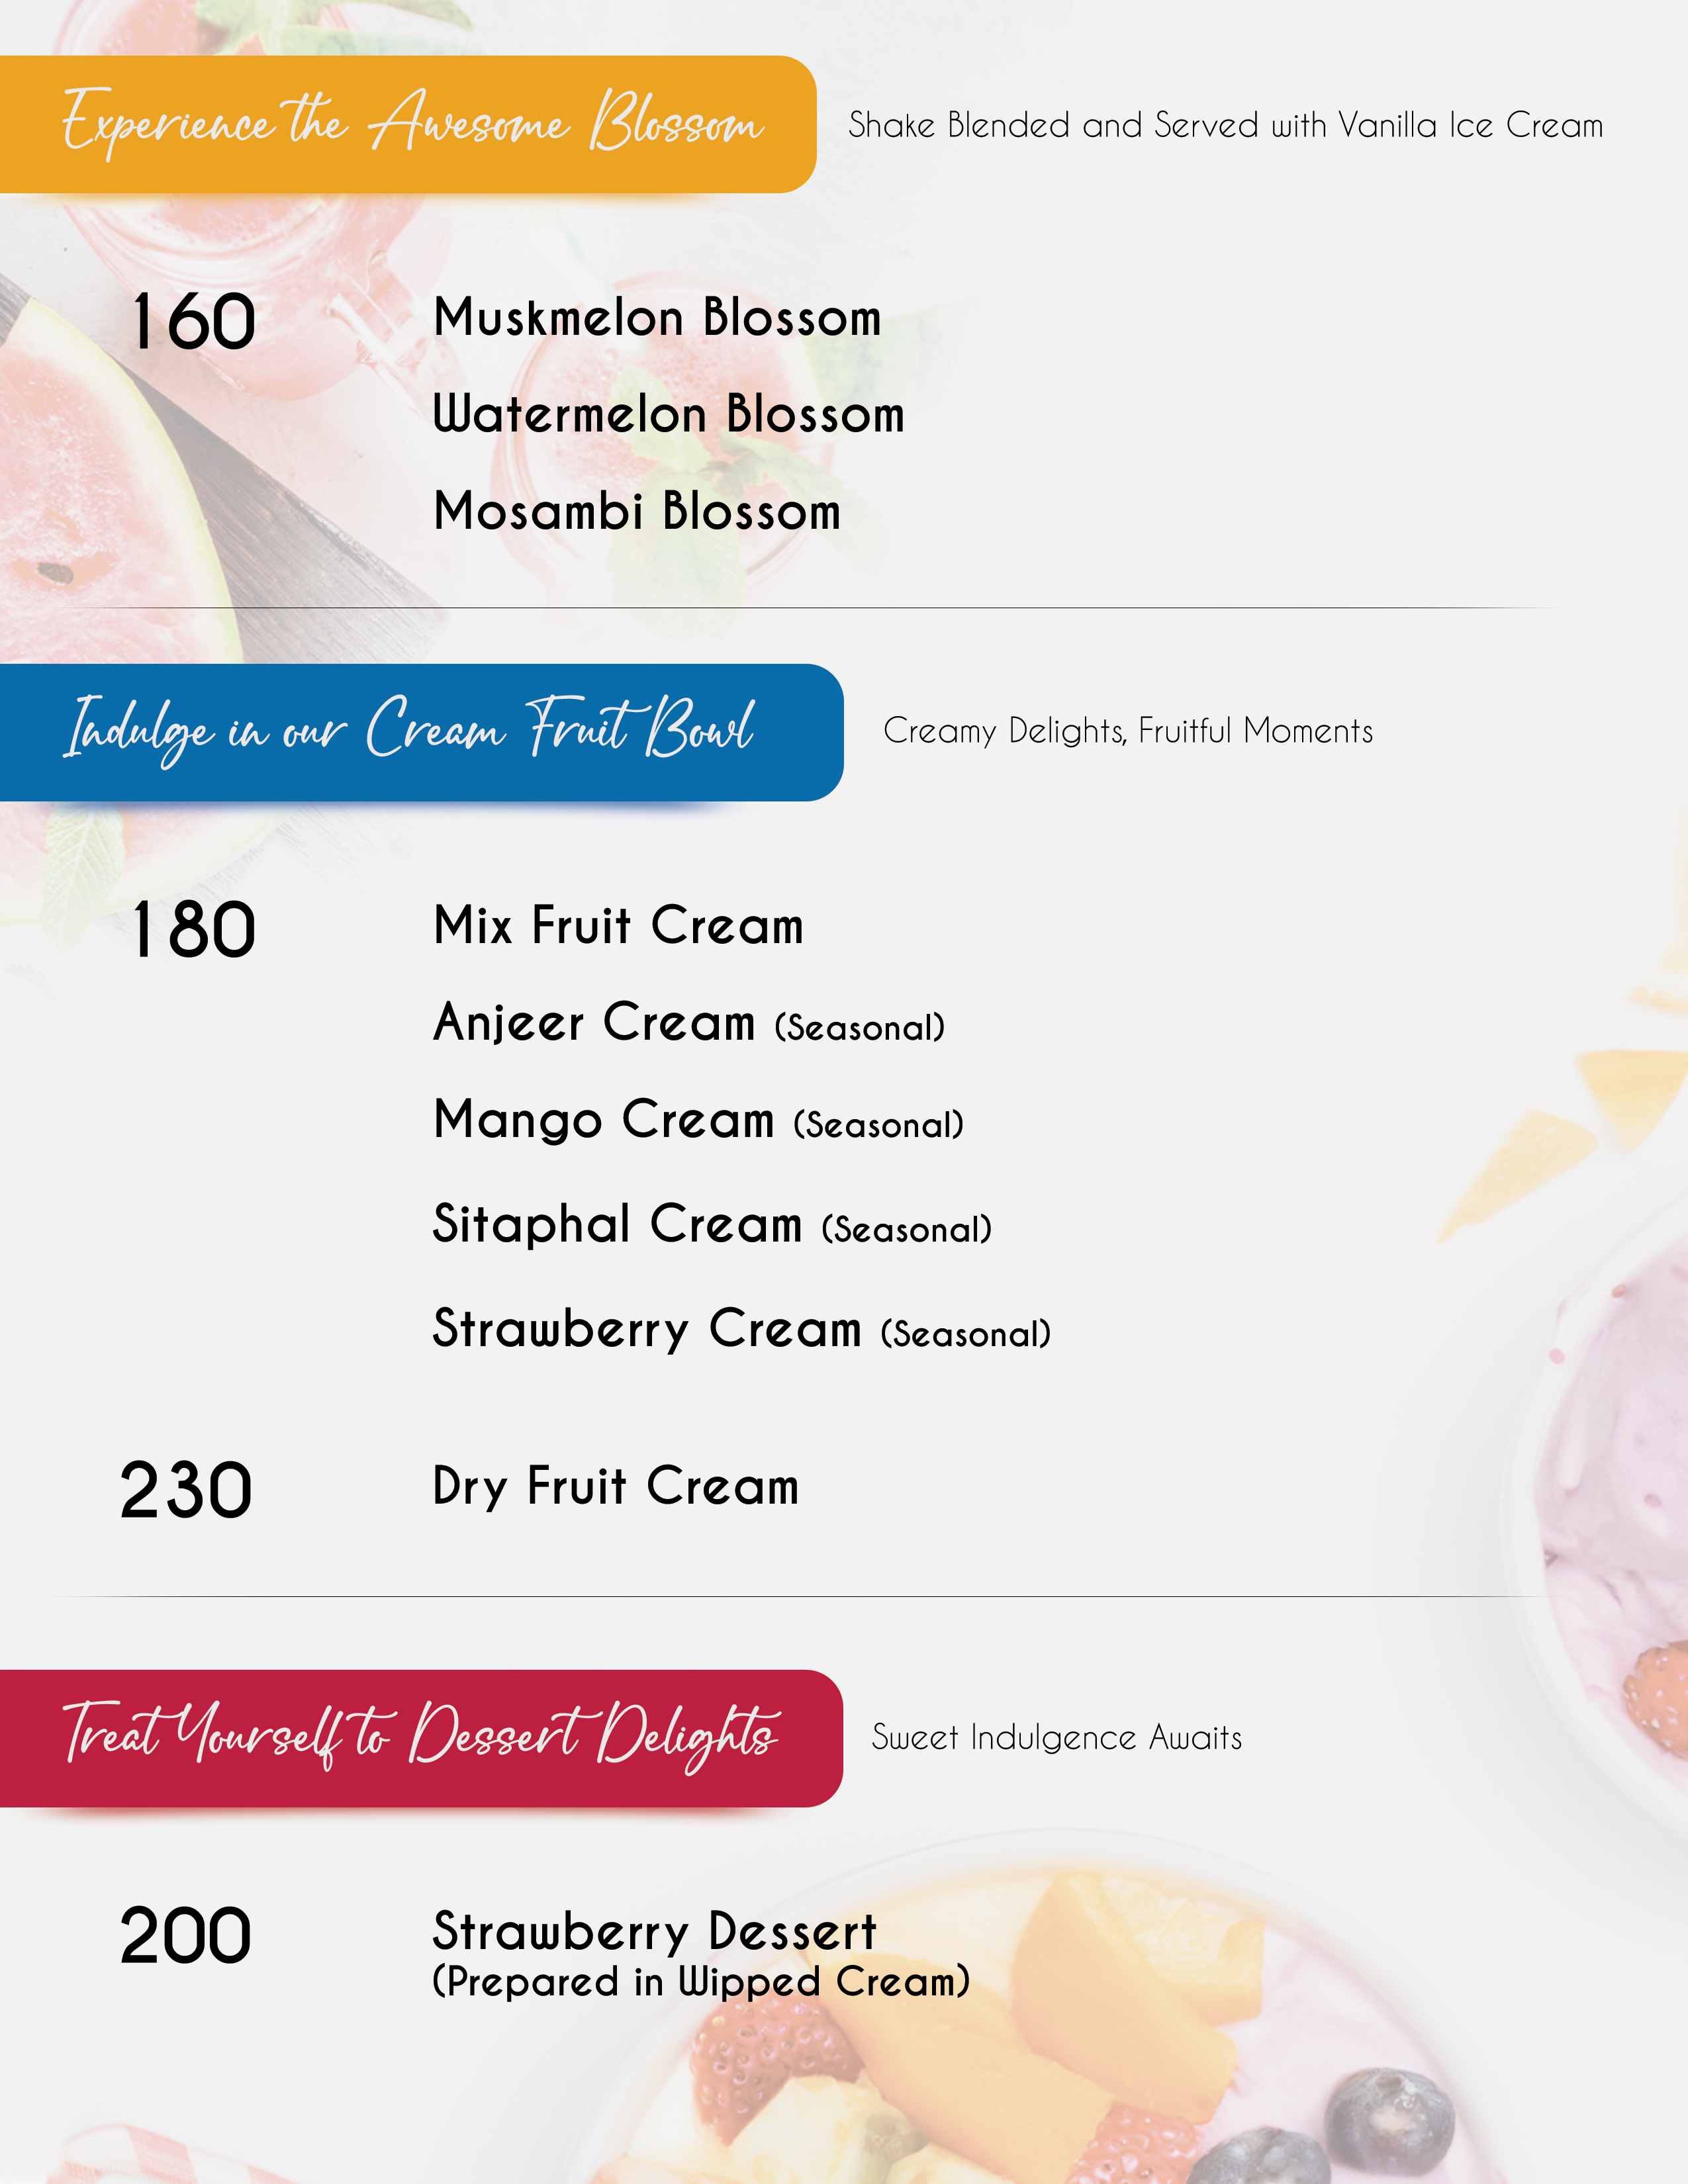 Experience the Awesome Blossom
Shake Blended and Served with Vanilla Ice Cream
160
Muskmelon Blossom
Watermelon Blossom
Mosambi Blossom
Indulge in our Cream Fruit Bowl
Creamy Delights, Fruitful Moments
180
Mix Fruit Cream
Anjeer Cream (Seasonal)
Mango Cream (Seasonal)
Sitaphal Cream (Seasonal)
Strawberry Cream (Seasonal)
230
Dry Fruit Cream
Treat Yourself to Dessert Delights
Sweet Indulgence Awaits
200
Strawberry Dessert
(Prepared in Wipped Cream)